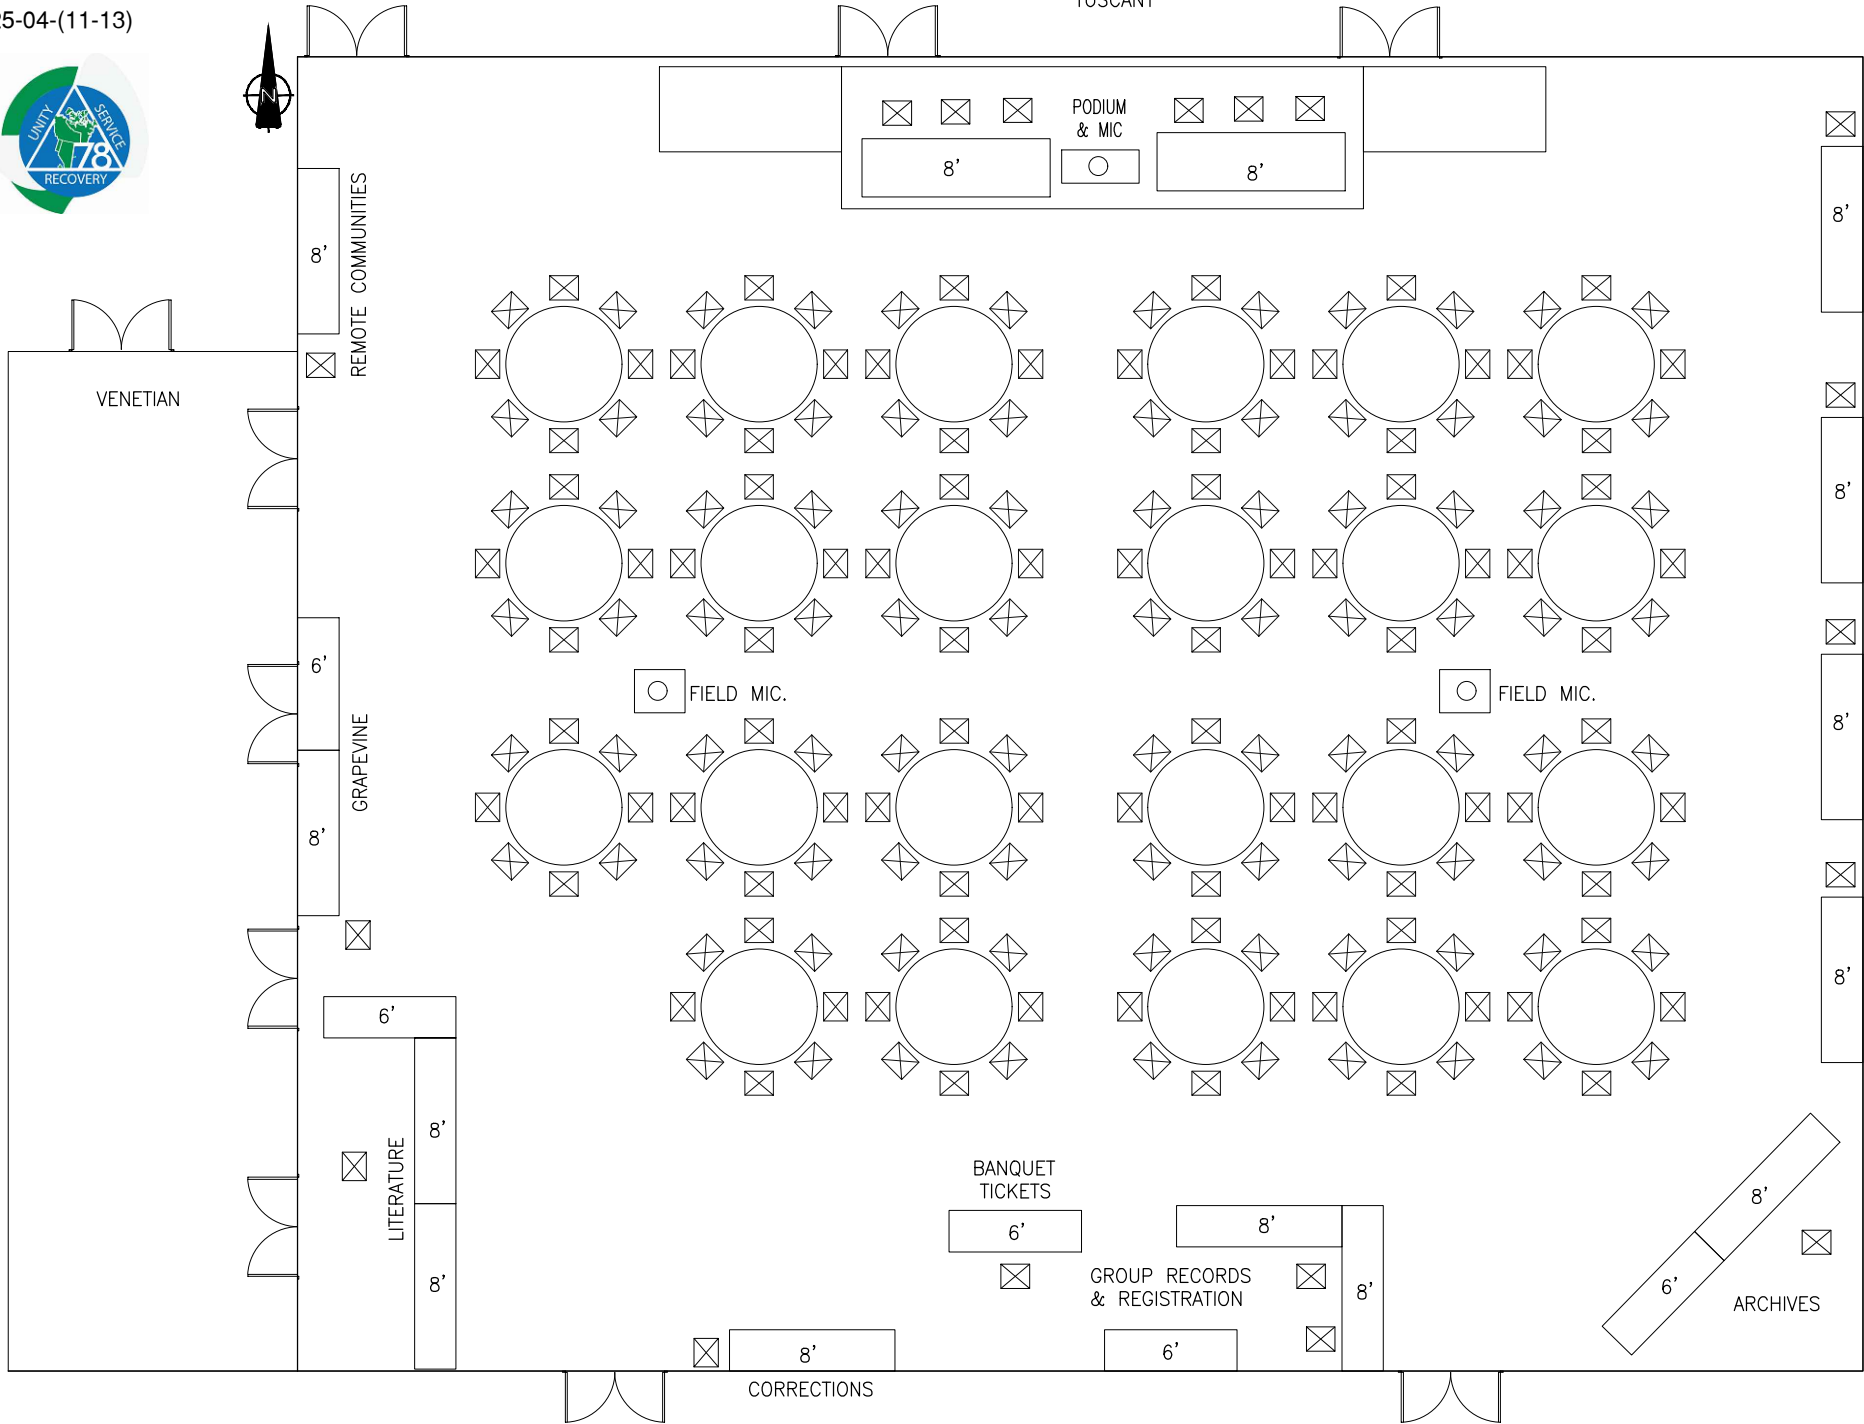 5-04-(11-13)
TUSCANY
N
UNITY
SERVICE
78
RECOVERY
PODIUM
& MIC
8'
8'
8'
REMOTE COMMUNITIES
8'
VENETIAN
8'
6'
FIELD MIC.
FIELD MIC.
8'
GRAPEVINE
8'
8'
6'
8'
LITERATURE
8'
BANQUET
TICKETS
6'
8'
8'
GROUP RECORDS
& REGISTRATION
8'
6'
ARCHIVES
8'
6'
CORRECTIONS